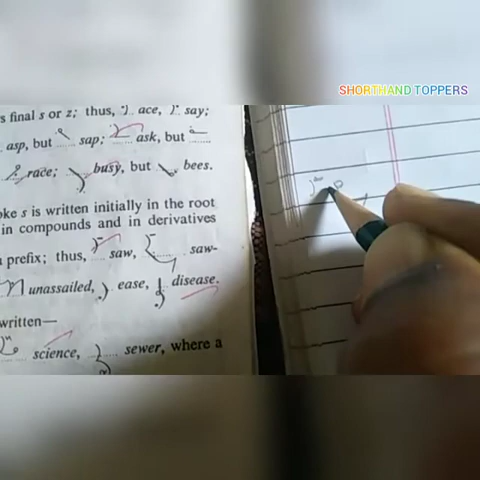 SHORTHAND TOPPERS
s final s or z; thus, ace, say;
asp, but sap; ask, but
race; busy, but bees.
oke s is written initially in the root
in compounds and in derivatives
prefix; thus, saw, saw-
unassailed, ease, disease.
written—
science, sewer, where a